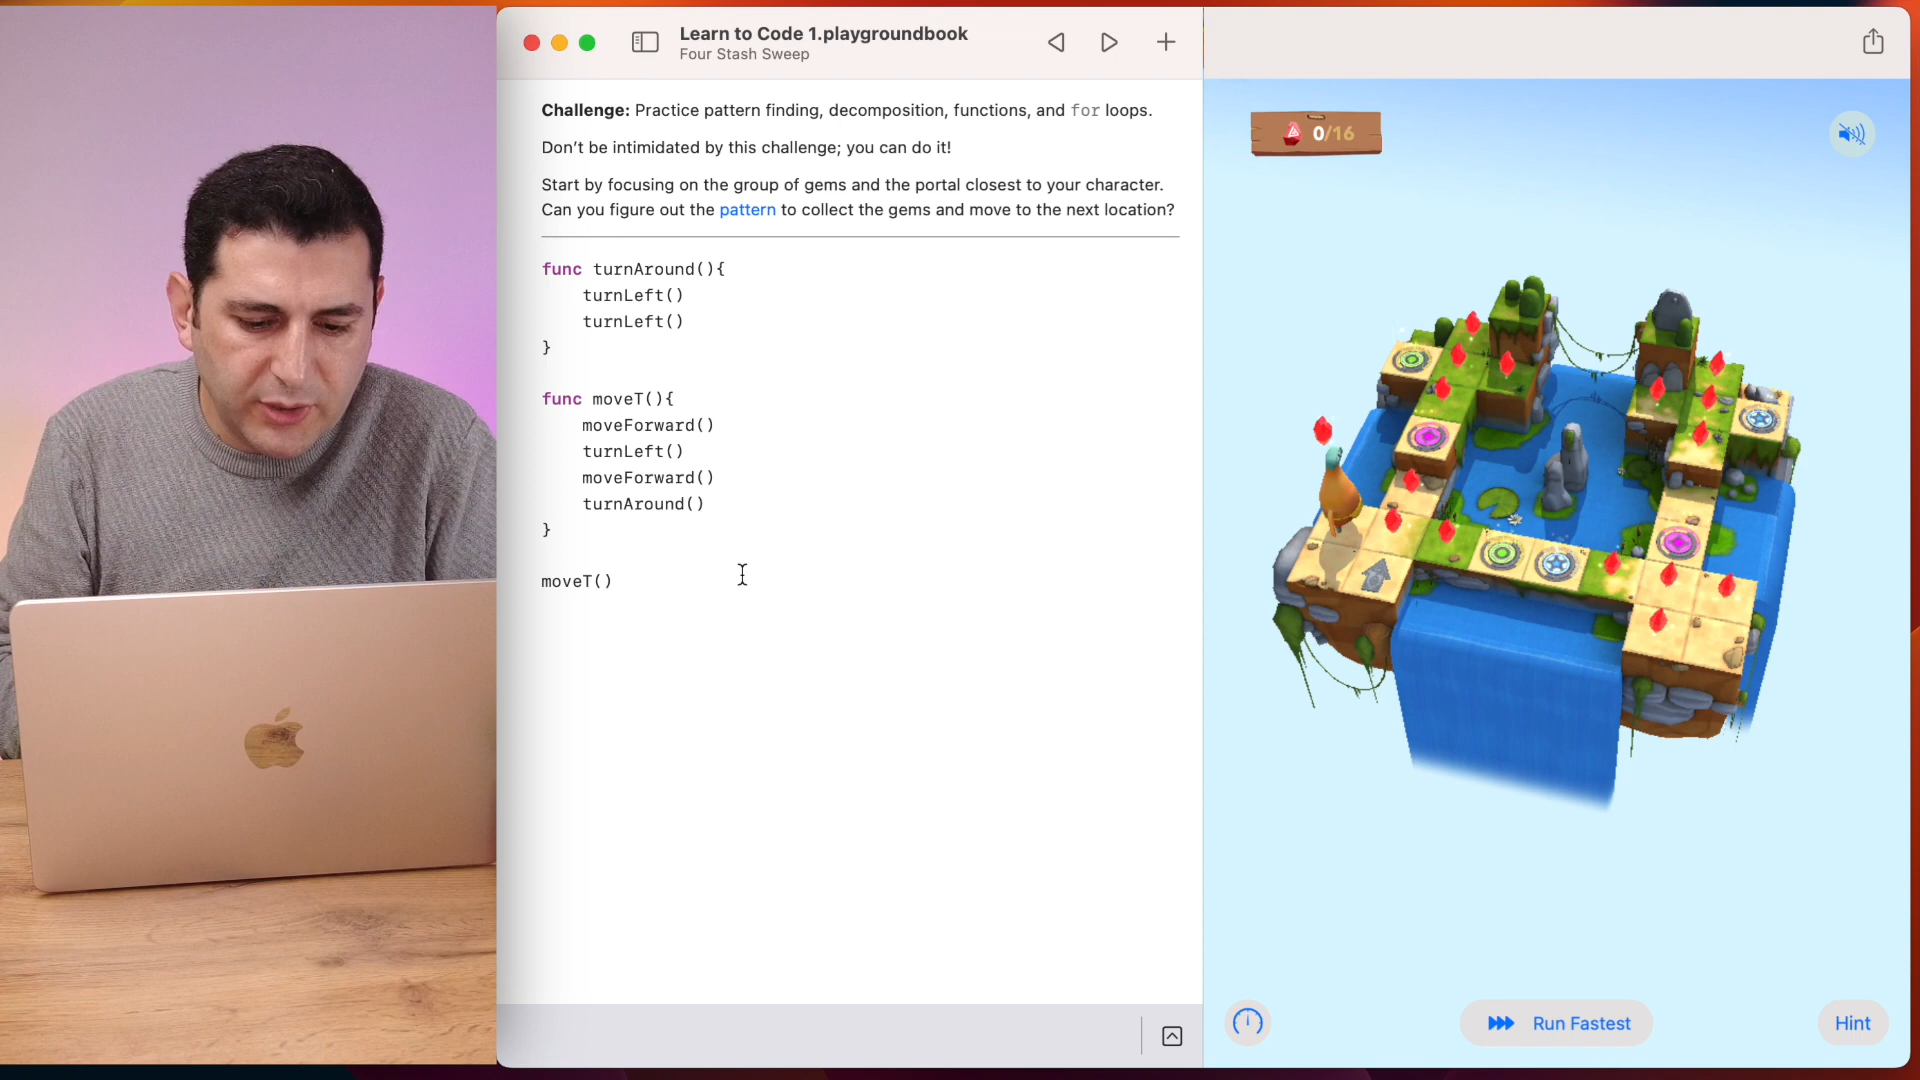 Learn to Code 1.playgroundbook
Four Stash Sweep
Challenge: Practice pattern finding, decomposition, functions, and for loops.
Don’t be intimidated by this challenge; you can do it!
Start by focusing on the group of gems and the portal closest to your character.
Can you figure out the pattern to collect the gems and move to the next location?
func turnAround(){
turnLeft()
turnLeft()
}
func moveT(){
moveForward()
turnLeft()
moveForward()
turnAround()
}
moveT()
0/16
Run Fastest
Hint